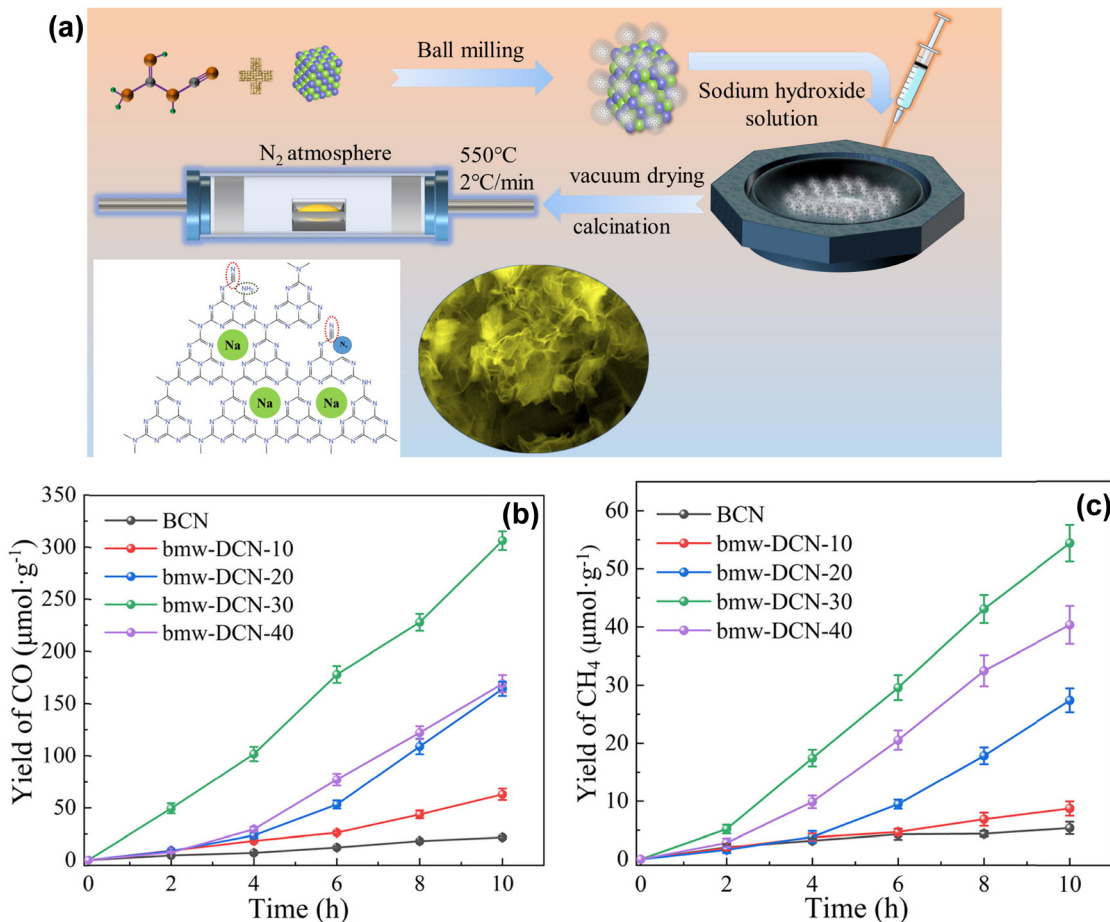 (a)
Ball milling
Sodium hydroxide
solution
N₂ atmosphere
550℃
2℃/min
vacuum drying
calcination
N
NH₂
N
Na
Na
Na
NH
(b)
Yield of CO (μmol·g⁻¹)
350
300
250
200
150
100
50
0
BCN
bmw-DCN-10
bmw-DCN-20
bmw-DCN-30
bmw-DCN-40
0 2 4 6 8 10
Time (h)
(c)
Yield of CH₄ (μmol·g⁻¹)
60
50
40
30
20
10
0
BCN
bmw-DCN-10
bmw-DCN-20
bmw-DCN-30
bmw-DCN-40
0 2 4 6 8 10
Time (h)